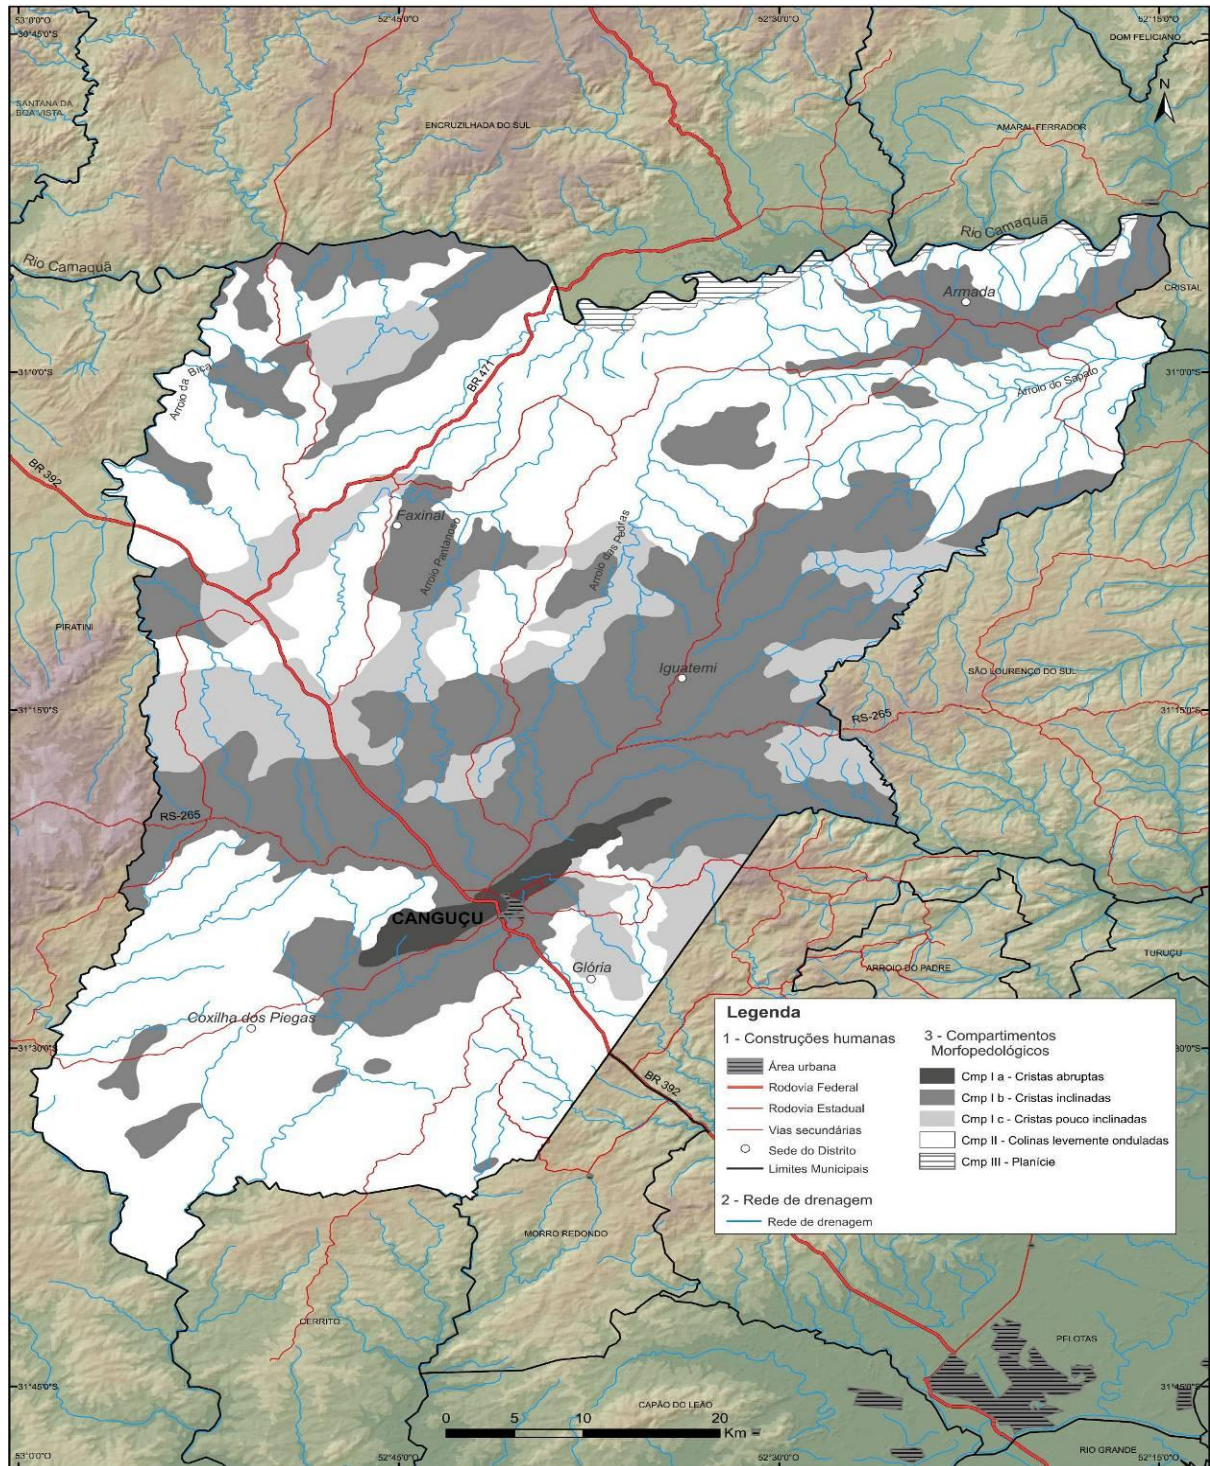 53°0'0"O
52°45'0"O
52°30'0"O
52°15'0"O
30°45'0"S
DOM FELICIANO
N
SANTANA DA
BOA VISTA
ENCRUZILHADA DO SUL
AMARAL FERRADOR
Rio Camaquã
Rio Camaquã
CRISTAL
Armada
31°0'0"S
31°0'0"S
Arroio da Bica
BR 471
Arroio do Sapato
BR 392
Faxinal
Arroio Pantanoso
Arroio das Pedras
PIRATINI
Iguatemi
SÃO LOURENÇO DO SUL
31°15'0"S
RS-265
31°15'0"S
RS-265
CANGUÇU
Glória
ARROIO DO PADRE
TURUÇU
Coxilha dos Piegas
31°30'0"S
30'0"S
BR 392
Legenda
1 - Construções humanas
Área urbana
Rodovia Federal
Rodovia Estadual
Vias secundárias
Sede do Distrito
Limites Municipais
2 - Rede de drenagem
Rede de drenagem
3 - Compartimentos
Morfopedológicos
Cmp I a - Cristas abruptas
Cmp I b - Cristas inclinadas
Cmp I c - Cristas pouco inclinadas
Cmp II - Colinas levemente onduladas
Cmp III - Planície
MORRO REDONDO
CERRITO
PELOTAS
31°45'0"S
31°45'0"S
CAPÃO DO LEÃO
0 5 10 20
Km
RIO GRANDE
53°0'0"O
52°45'0"O
52°30'0"O
52°15'0"O